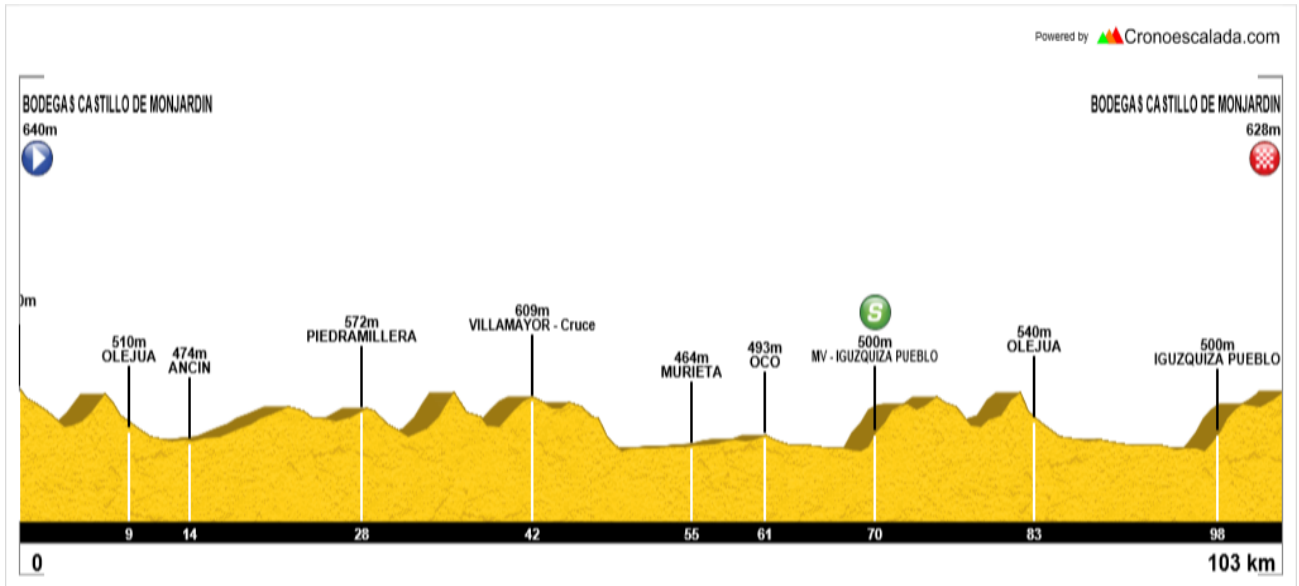 Powered by Cronoescalada.com
BODEGAS CASTILLO DE MONJARDIN
640m
BODEGAS CASTILLO DE MONJARDIN
628m
0m
510m
OLEJUA
474m
ANCIN
572m
PIEDRAMILLERA
609m
VILLAMAYOR - Cruce
464m
MURIETA
493m
OCO
S
500m
MV - IGUZQUIZA PUEBLO
540m
OLEJUA
500m
IGUZQUIZA PUEBLO
9 14 28 42 55 61 70 83 98
0 103 km